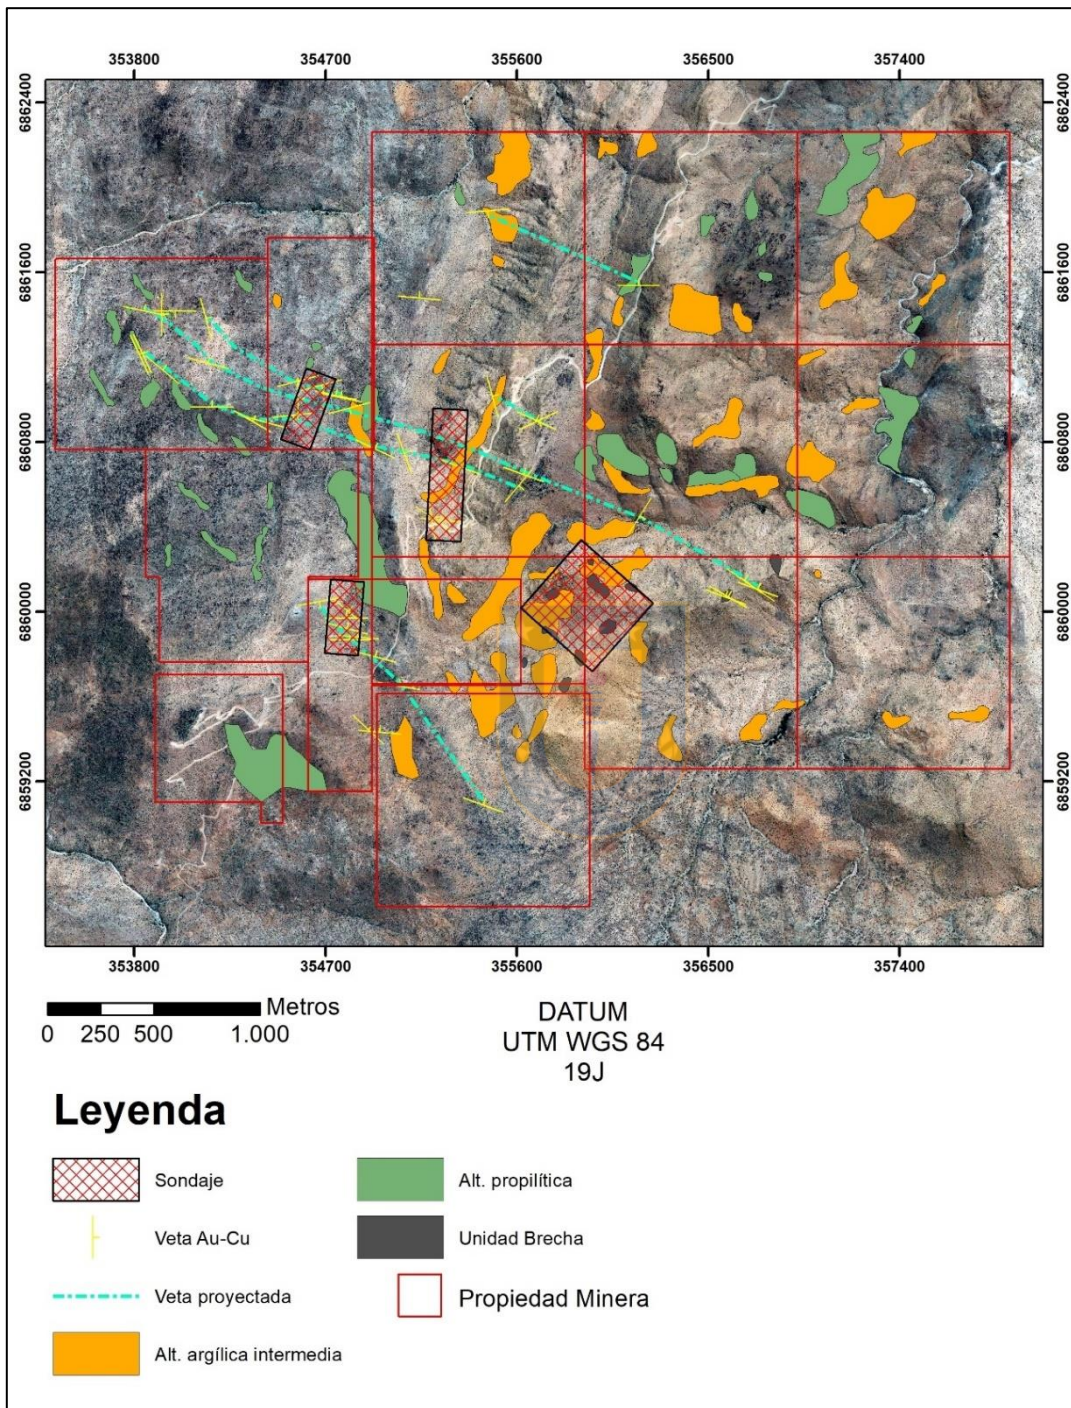 353800 354700 355600 356500 357400
6862400 6862400
6861600 6861600
6860800 6860800
6860000 6860000
6859200 6859200
353800 354700 355600 356500 357400
Metros
0 250 500 1.000
DATUM
UTM WGS 84
19J
Leyenda
Sondaje
Alt. propilítica
Veta Au-Cu
Unidad Brecha
Veta proyectada
Propiedad Minera
Alt. argílica intermedia